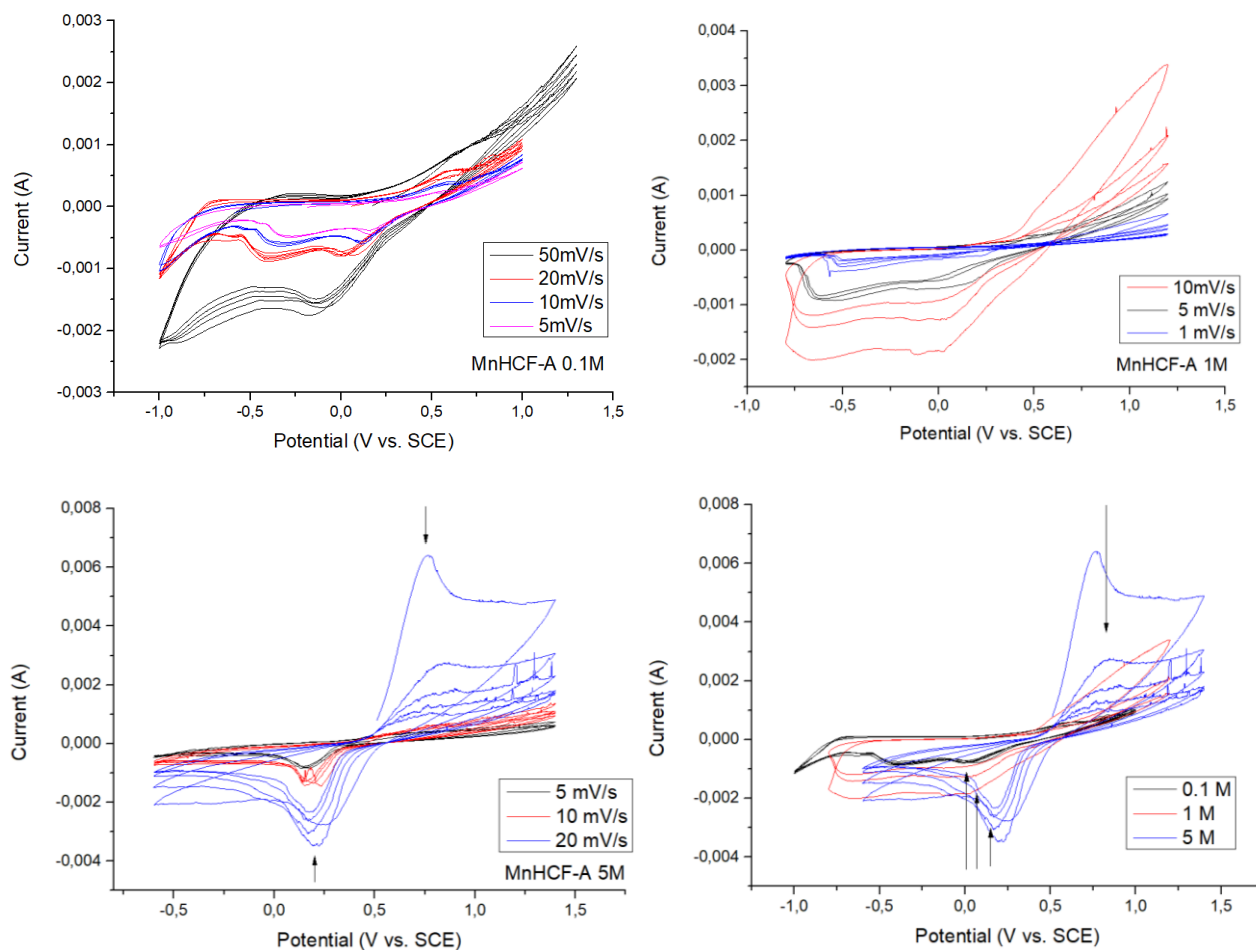 0,003
0,002
0,001
0,000
-0,001
-0,002
-0,003
Current (A)
-1,0 -0,5 0,0 0,5 1,0 1,5
Potential (V vs. SCE)
50mV/s
20mV/s
10mV/s
5mV/s
MnHCF-A 0.1M
0,004
0,003
0,002
0,001
0,000
-0,001
-0,002
Current (A)
-1,0 -0,5 0,0 0,5 1,0 1,5
Potential (V vs. SCE)
10mV/s
5 mV/s
1 mV/s
MnHCF-A 1M
0,008
0,006
0,004
0,002
0,000
-0,002
-0,004
Current (A)
-0,5 0,0 0,5 1,0 1,5
Potential (V vs. SCE)
5 mV/s
10 mV/s
20 mV/s
MnHCF-A 5M
0,008
0,006
0,004
0,002
0,000
-0,002
-0,004
Current (A)
-1,0 -0,5 0,0 0,5 1,0 1,5
Potential (V vs. SCE)
0.1 M
1 M
5 M